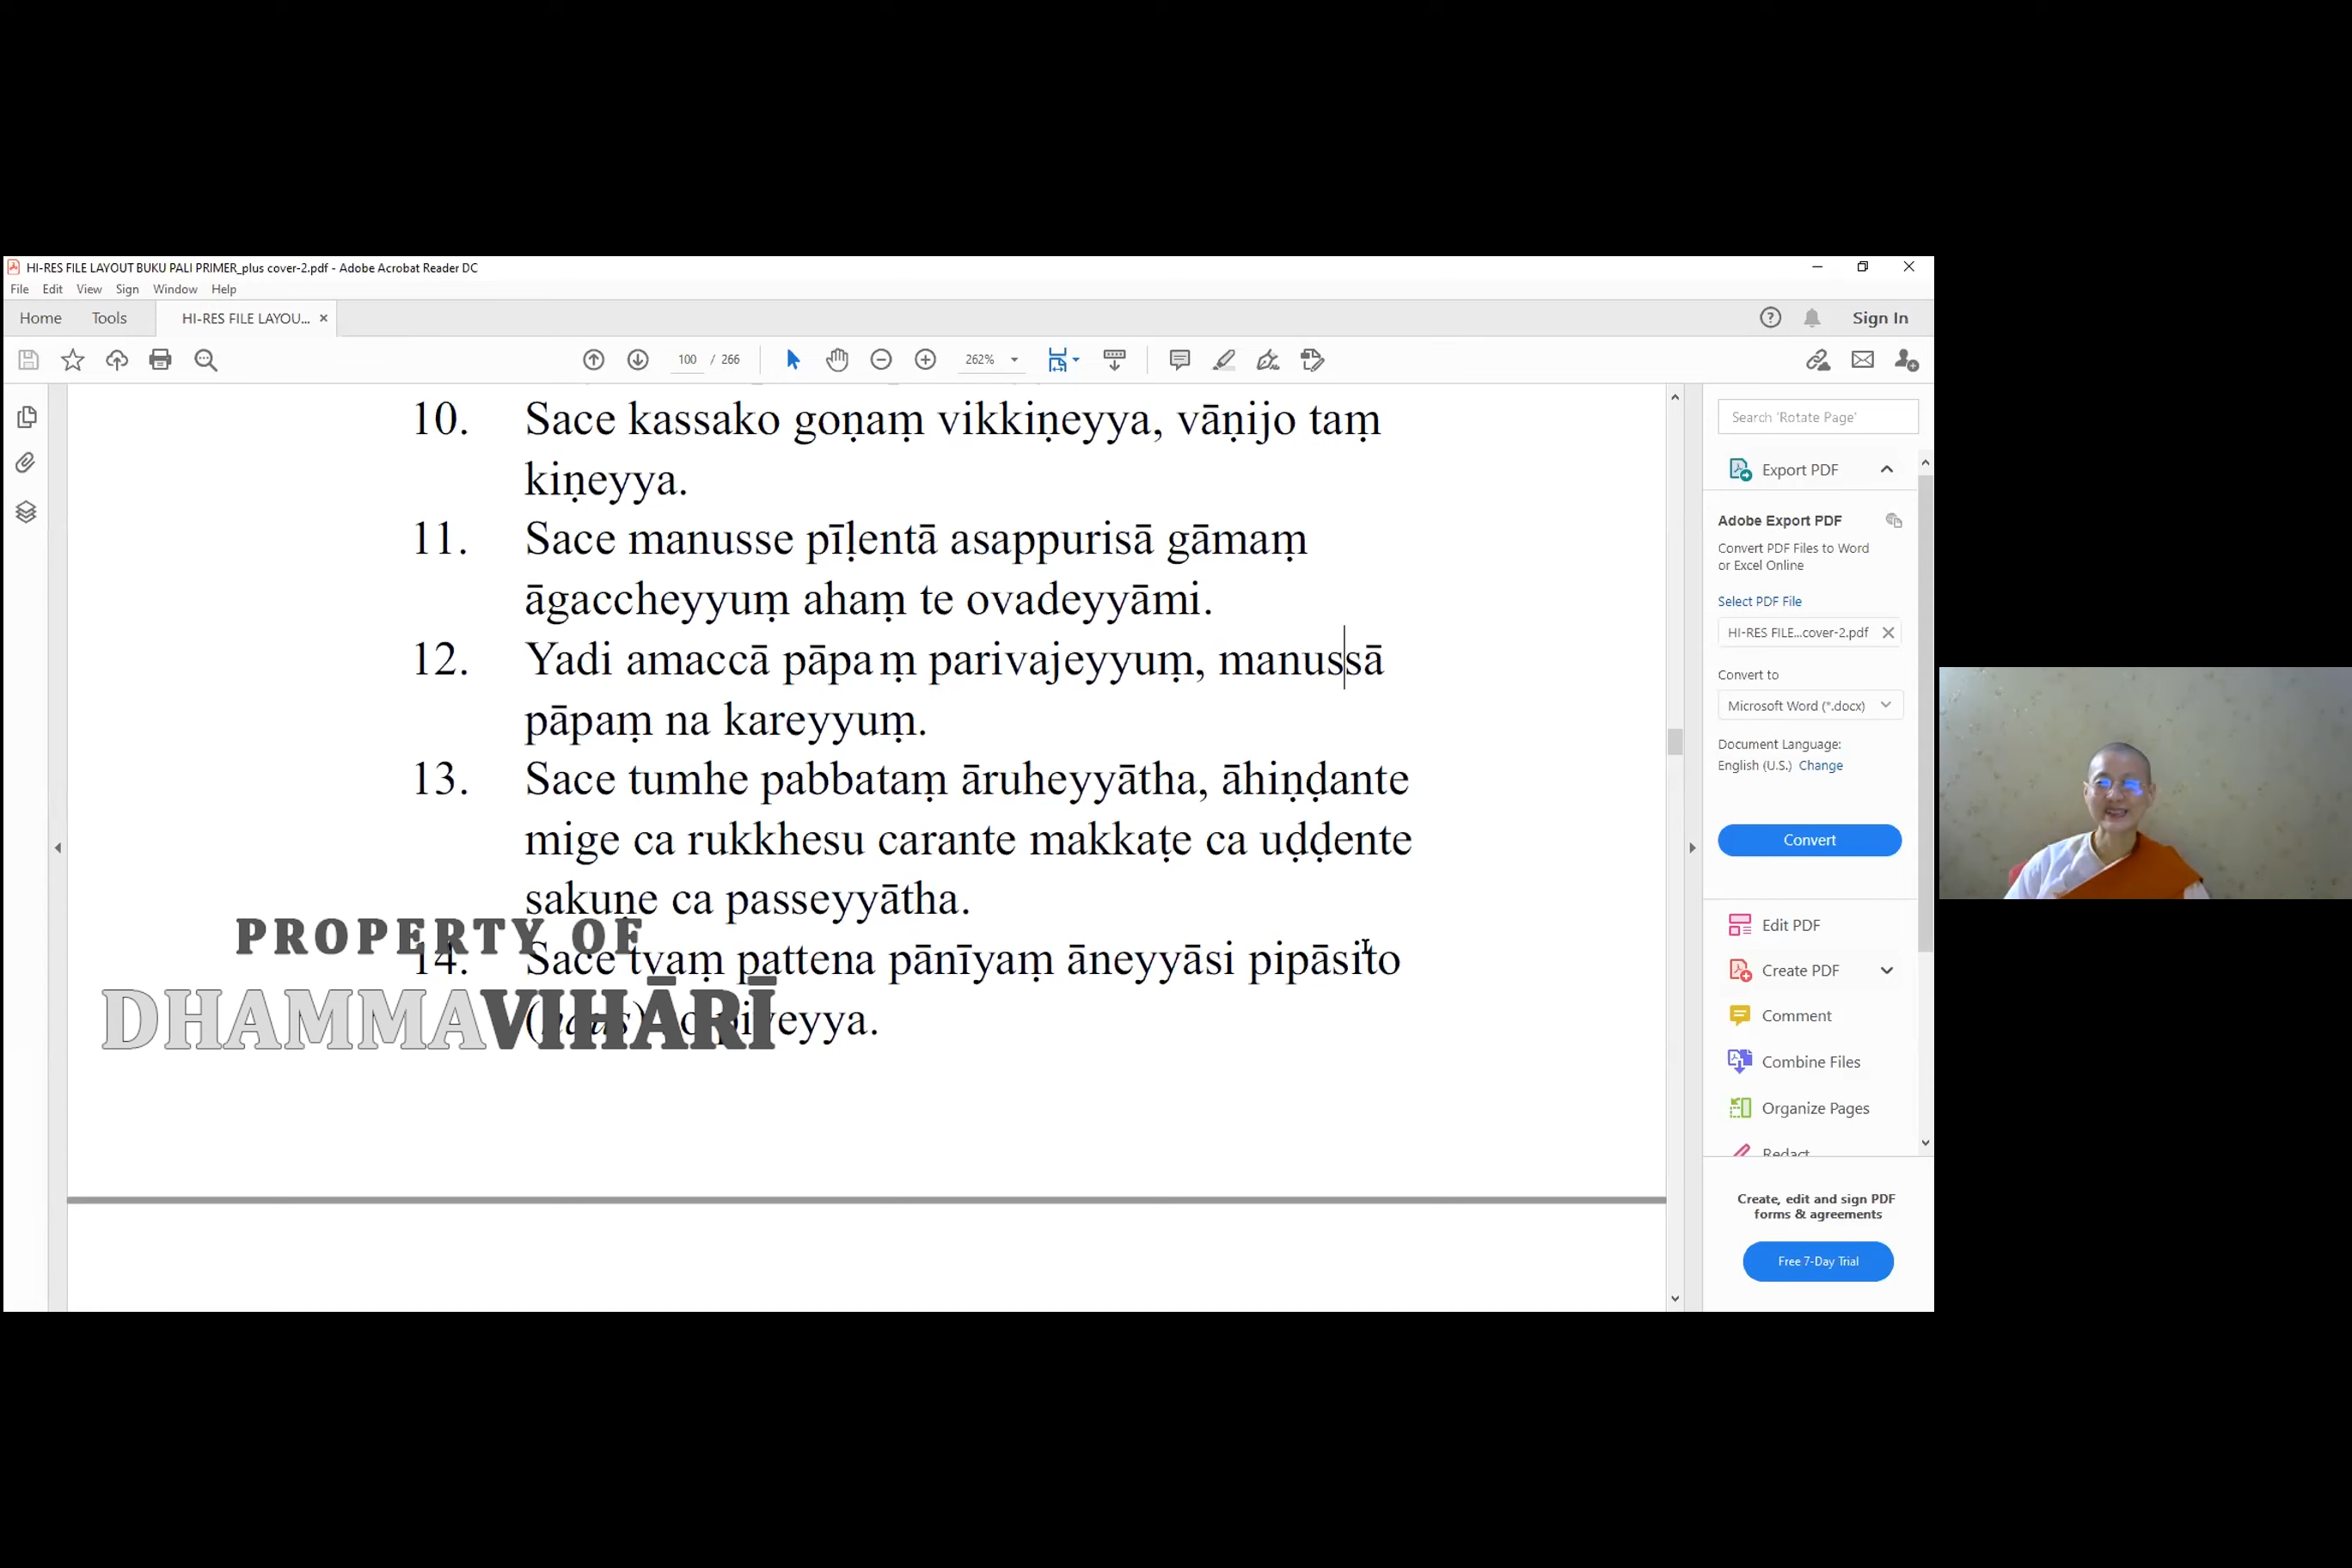 HI-RES FILE LAYOUT BUKU PALI PRIMER_plus cover-2.pdf - Adobe Acrobat Reader DC
File Edit View Sign Window Help
Home Tools HI-RES FILE LAYOU... Sign In
100 / 266 262%
10. Sace kassako goṇaṃ vikkiṇeyya, vāṇijo taṃ
kiṇeyya.
11. Sace manusse pīḷentā asappurisā gāmaṃ
āgaccheyyuṃ ahaṃ te ovadeyyāmi.
12. Yadi amaccā pāpa ṃ parivajeyyuṃ, manussā
pāpaṃ na kareyyuṃ.
13. Sace tumhe pabbataṃ āruheyyātha, āhiṇḍante
mige ca rukkhesu carante makkaṭe ca uḍḍente
sakuṇe ca passeyyātha.
14. Sace tvaṃ pattena pānīyaṃ āneyyāsi pipāsito
piveyya.
PROPERTY OF
DHAMMAVIHĀRĪ
Search 'Rotate Page'
Export PDF
Adobe Export PDF
Convert PDF Files to Word
or Excel Online
Select PDF File
HI-RES FILE...cover-2.pdf
Convert to
Microsoft Word (*.docx)
Document Language:
English (U.S.) Change
Convert
Edit PDF
Create PDF
Comment
Combine Files
Organize Pages
Redact
Create, edit and sign PDF
forms & agreements
Free 7-Day Trial